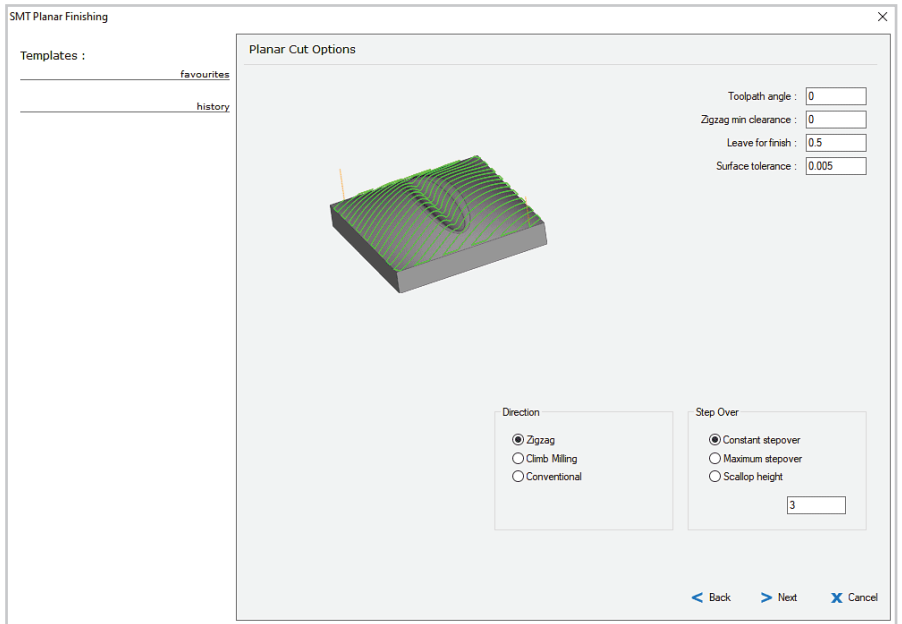 SMT Planar Finishing
Templates :
favourites
history
Planar Cut Options
Toolpath angle : 0
Zigzag min clearance : 0
Leave for finish : 0.5
Surface tolerance : 0.005
Direction
Zigzag
Climb Milling
Conventional
Step Over
Constant stepover
Maximum stepover
Scallop height
3
< Back > Next X Cancel